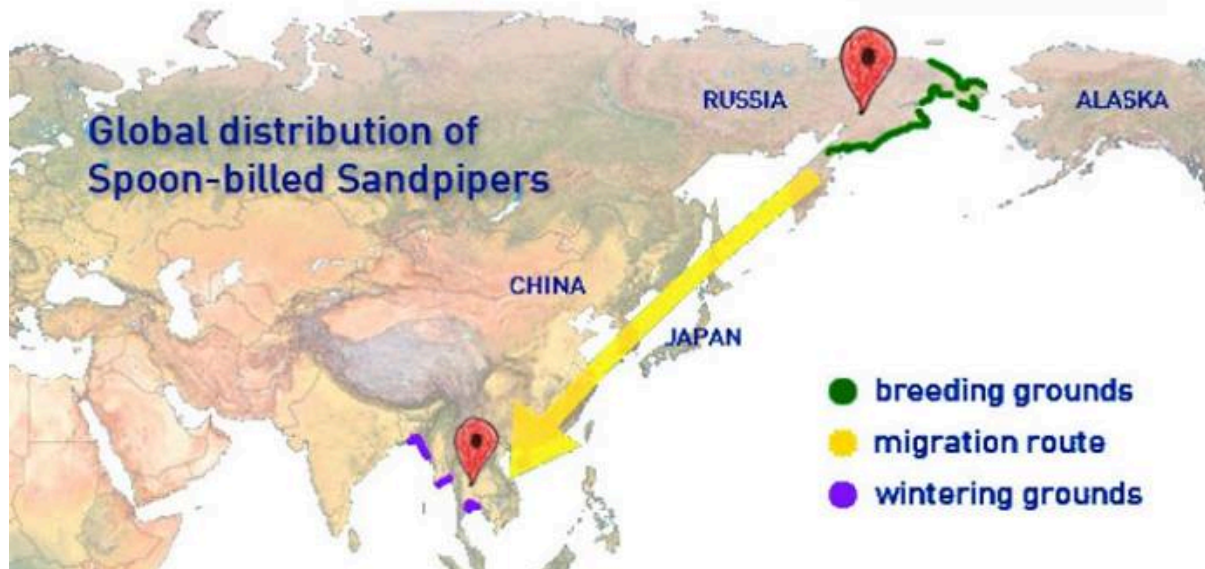 Global distribution of
Spoon-billed Sandpipers
RUSSIA
ALASKA
CHINA
JAPAN
breeding grounds
migration route
wintering grounds